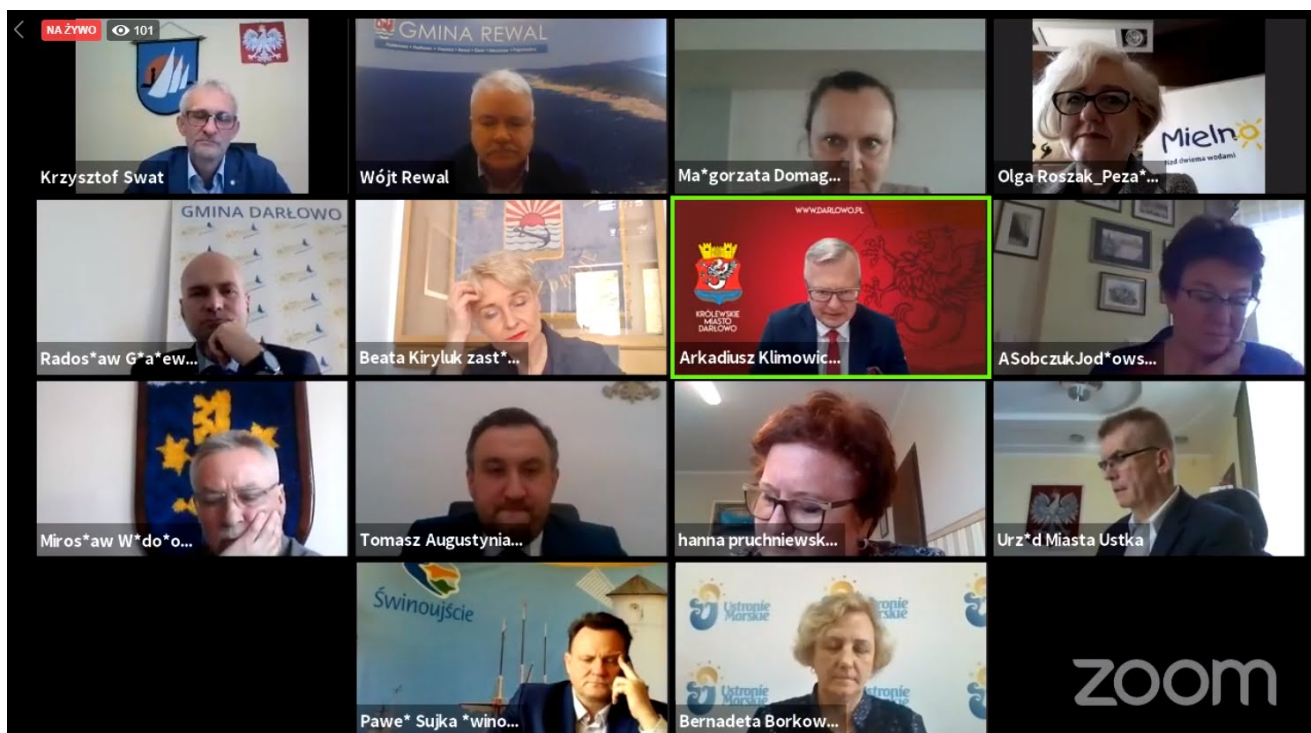 NA ŻYWO 101
GMINA REWAL
Krzysztof Swat
Wójt Rewal
Ma*gorzata Domag...
Mielno
Nad dwiema wodami
Olga Roszak_Peza*...
GMINA DARŁOWO
Rados*aw G*a*ew...
Beata Kiryluk zast*...
WWW.DARLOWO.PL
KRÓLEWSKIE
MIASTO
DARŁOWO
Arkadiusz Klimowic...
ASobczukJod*ows...
Miros*aw W*do*o...
Tomasz Augustynia...
hanna pruchniewsk...
Urz*d Miasta Ustka
Świnoujście
Pawe* Sujka *wino...
Ustronie
Morskie
Ustronie
Morskie
Bernadeta Borkow...
zoom